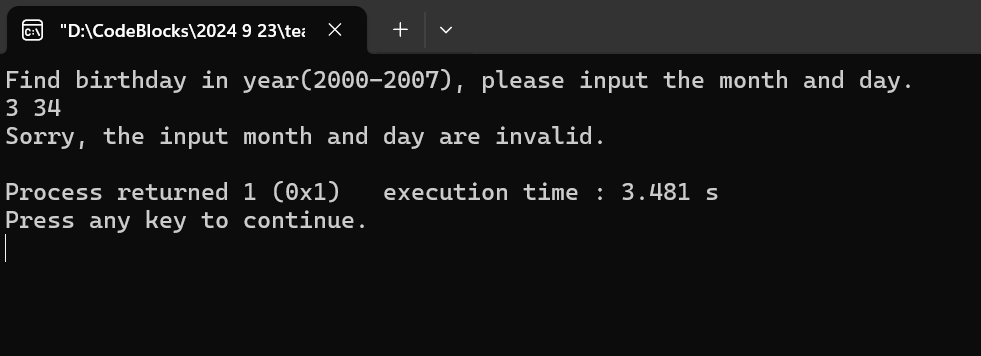 C:\
"D:\CodeBlocks\2024 9 23\tea
Find birthday in year(2000-2007), please input the month and day.
3 34
Sorry, the input month and day are invalid.
Process returned 1 (0x1)   execution time : 3.481 s
Press any key to continue.